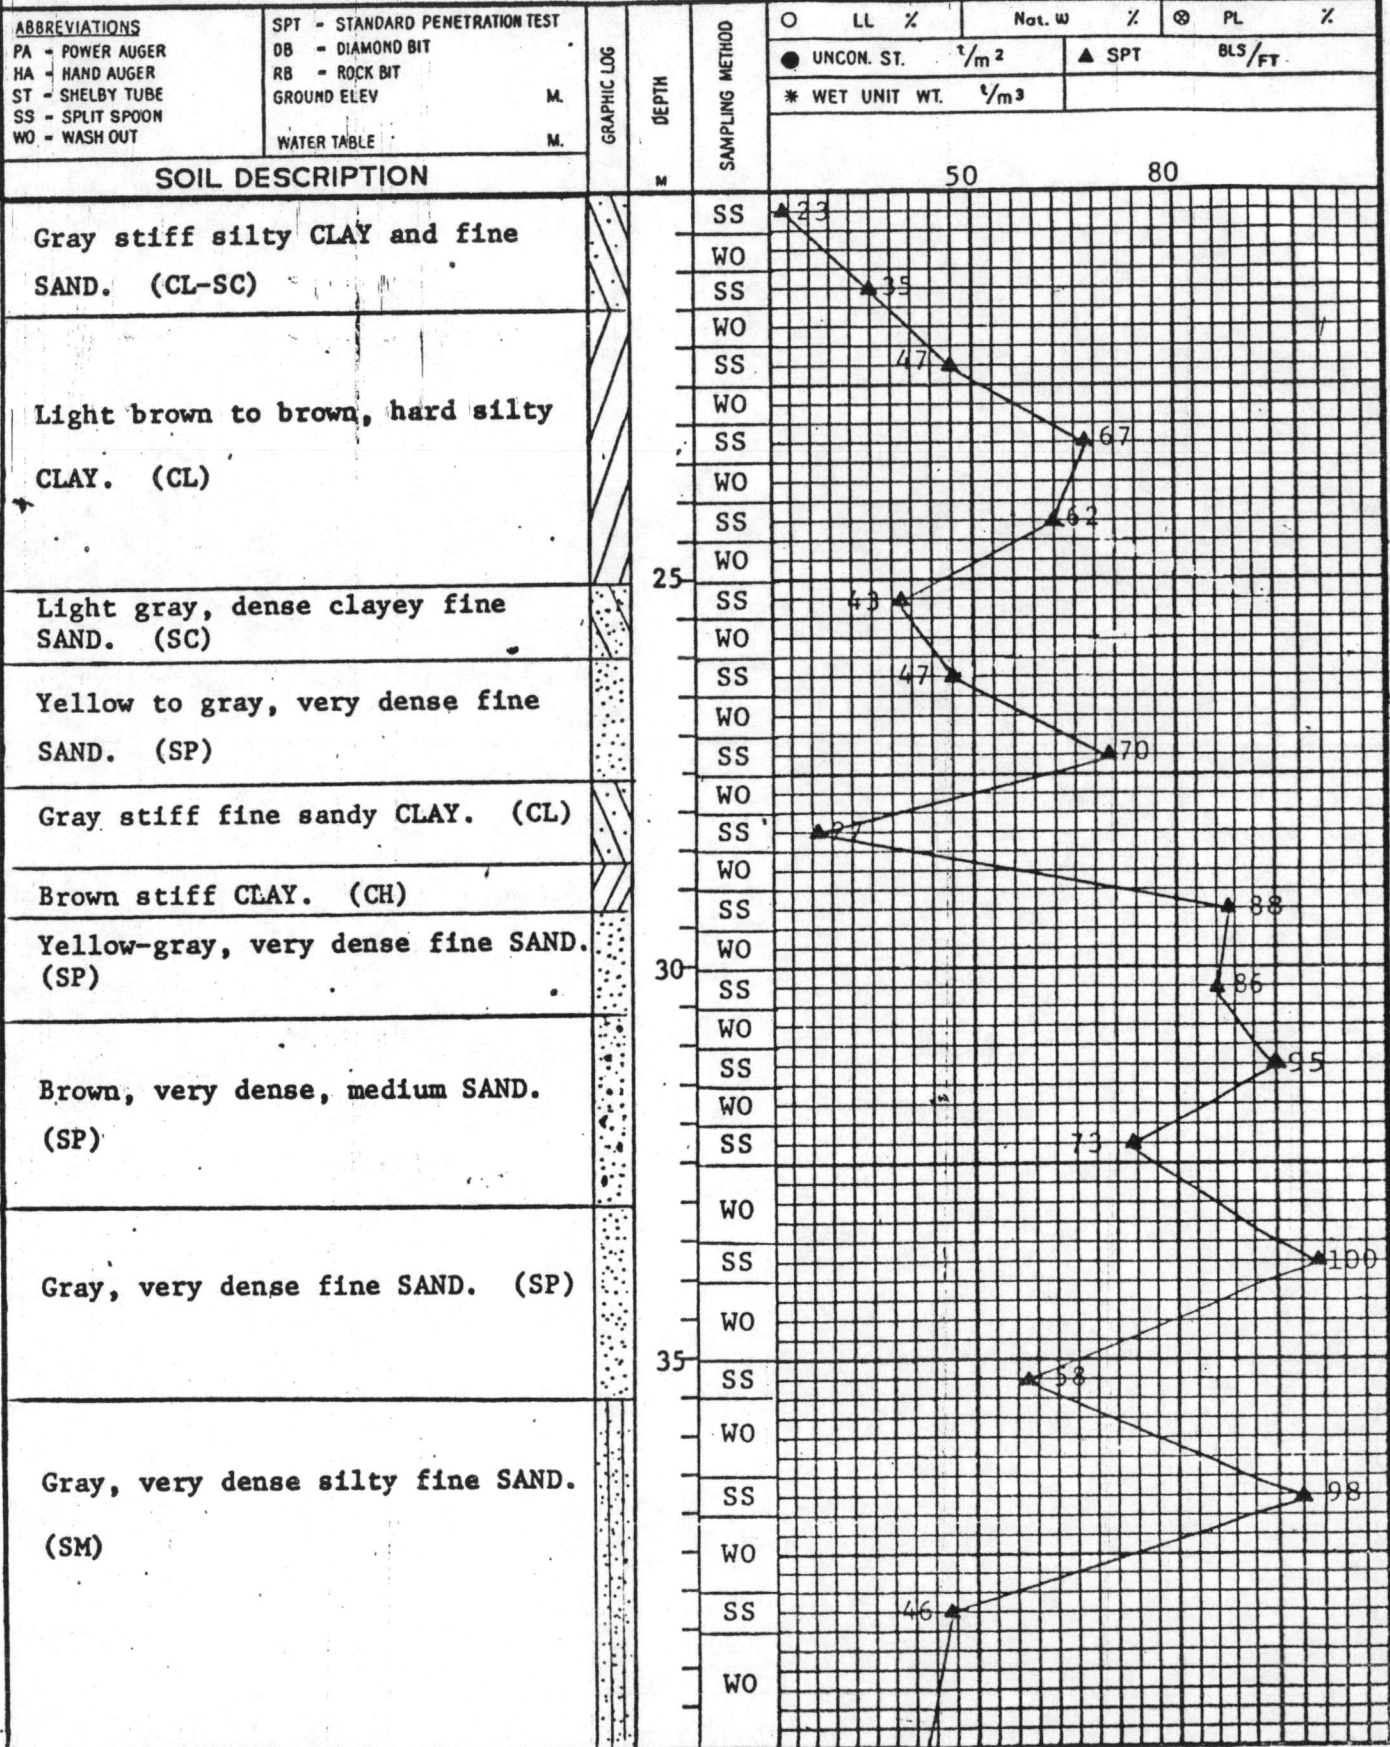 ABBREVIATIONS
PA - POWER AUGER
HA - HAND AUGER
ST - SHELBY TUBE
SS - SPLIT SPOON
WO - WASH OUT
SPT - STANDARD PENETRATION TEST
DB - DIAMOND BIT
RB - ROCK BIT
GROUND ELEV M.
WATER TABLE M.
GRAPHIC LOG
DEPTH
M
SAMPLING METHOD
○ LL % Nat. W % ⊗ PL %
● UNCON. ST. t/m² ▲ SPT BLS/FT.
* WET UNIT WT. t/m3
50 80
SOIL DESCRIPTION
Gray stiff silty CLAY and fine
SAND. (CL-SC)
Light brown to brown, hard silty
CLAY. (CL)
Light gray, dense clayey fine
SAND. (SC)
Yellow to gray, very dense fine
SAND. (SP)
Gray stiff fine sandy CLAY. (CL)
Brown stiff CLAY. (CH)
Yellow-gray, very dense fine SAND.
(SP)
Brown, very dense, medium SAND.
(SP)
Gray, very dense fine SAND. (SP)
Gray, very dense silty fine SAND.
(SM)
25
30
35
SS 23
WO
SS 35
WO
SS 47
WO
SS 67
WO
SS 62
WO
SS 43
WO
SS 47
WO
SS 70
WO
SS 27
WO
SS 88
WO
SS 86
WO
SS 95
WO
SS 73
WO
SS 100
WO
SS 58
WO
SS 98
WO
SS 46
WO